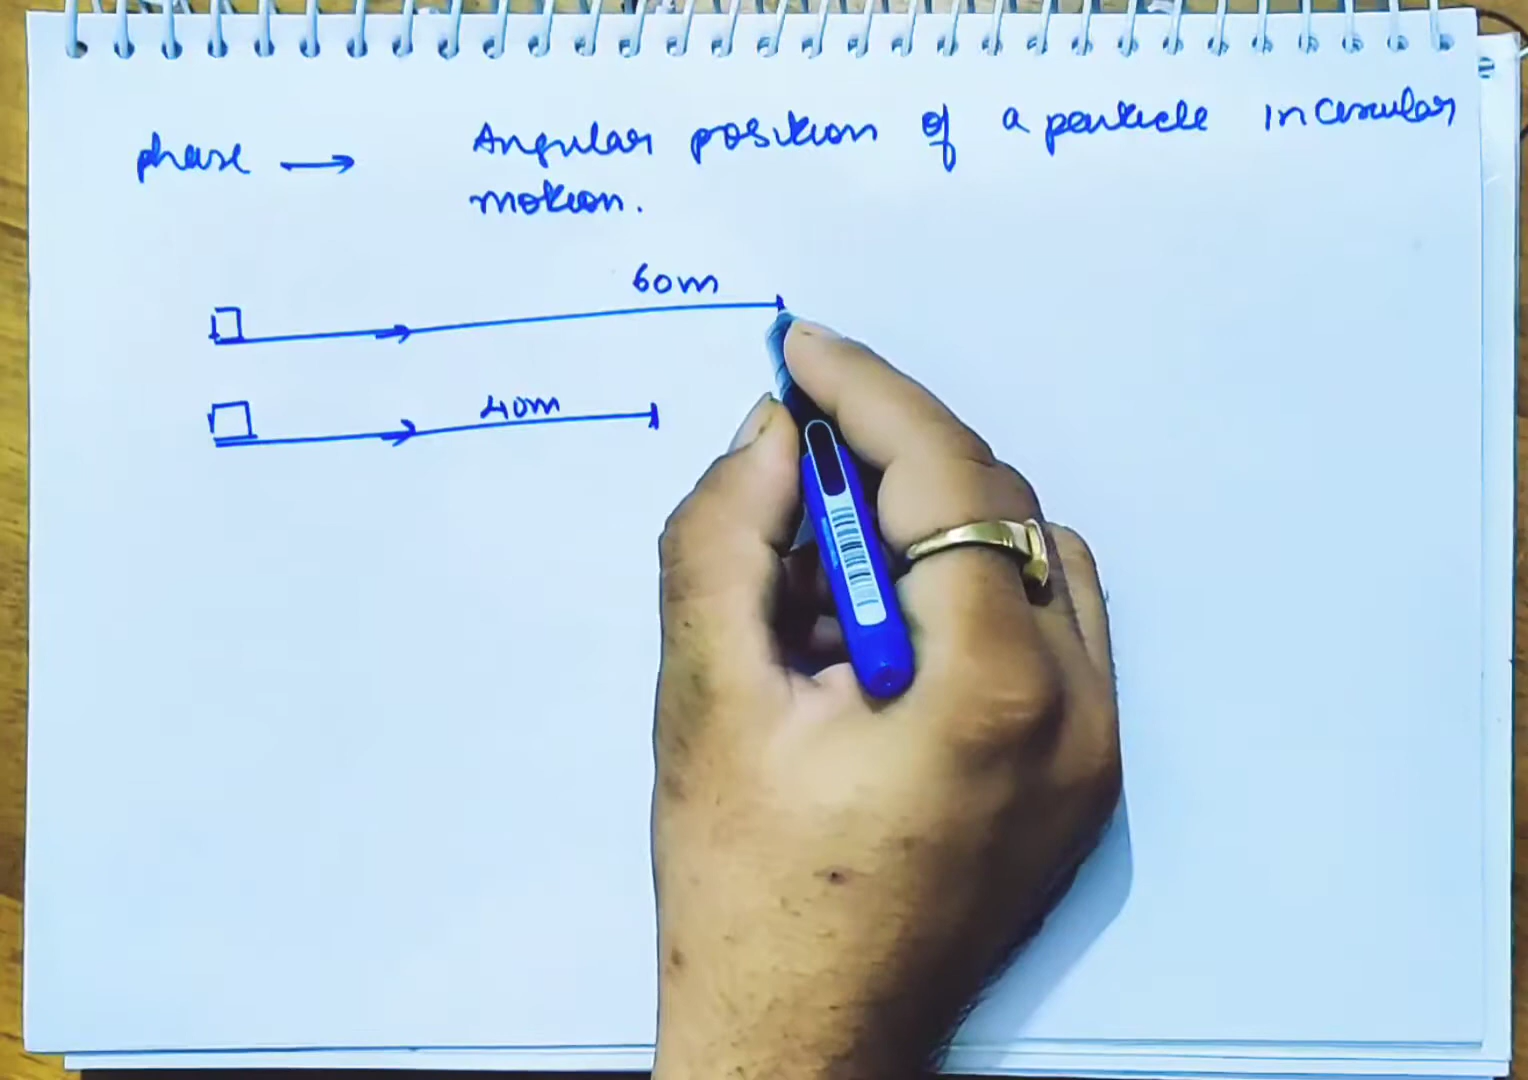 phase → Angular position of a particle in circular
motion.
60m
40m